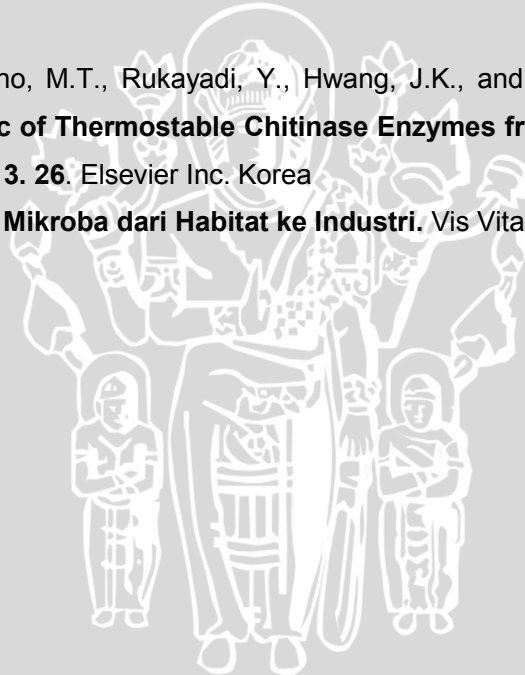 no, M.T., Rukayadi, Y., Hwang, J.K., and
c of Thermostable Chitinase Enzymes fr
3. 26. Elsevier Inc. Korea
Mikroba dari Habitat ke Industri. Vis Vita